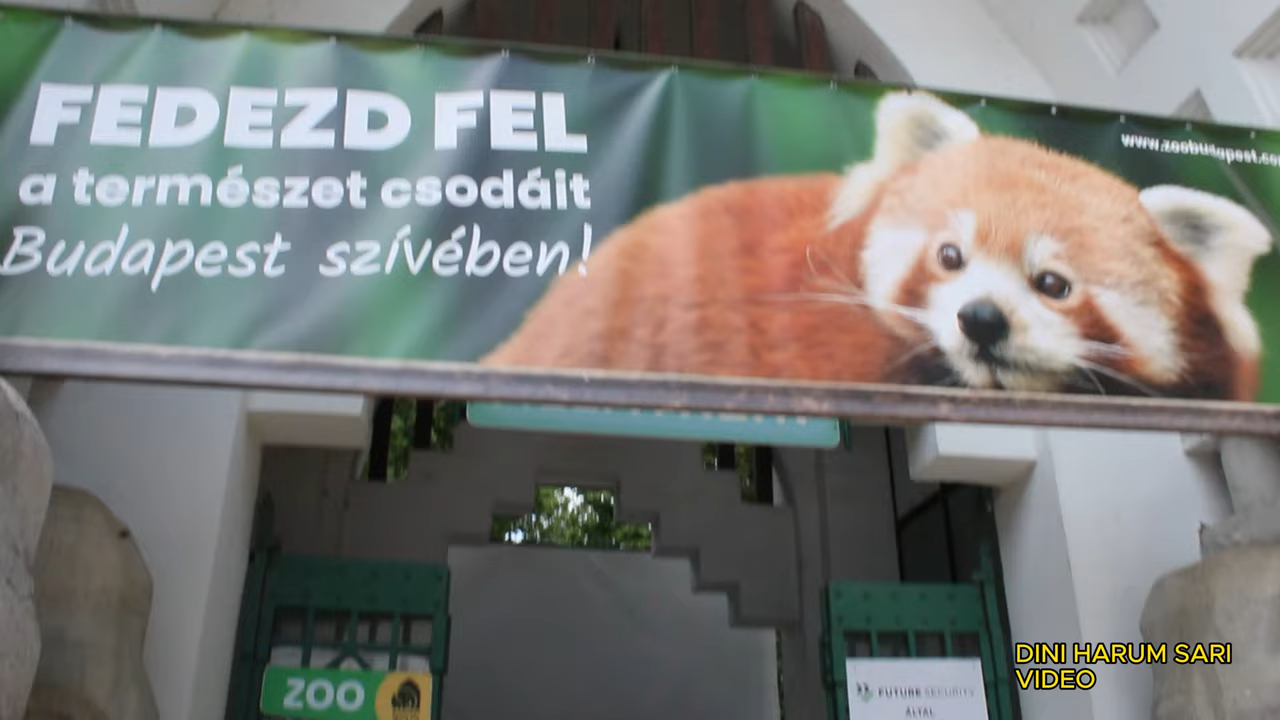 FEDEZD FEL
a természet csodáit
Budapest szívében!
www.zoobudapest.com
ZOO
FUTURE SECURITY
ÁLTAL
DINI HARUM SARI
VIDEO